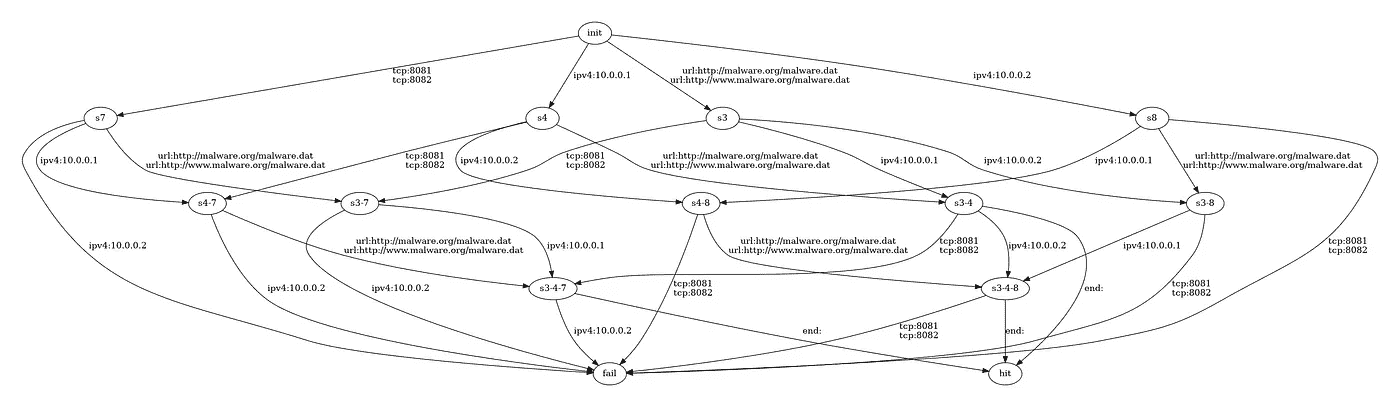 init
tcp:8081
tcp:8082
ipv4:10.0.0.1
url:http://malware.org/malware.dat
url:http://www.malware.org/malware.dat
ipv4:10.0.0.2
s7
s4
s3
s8
ipv4:10.0.0.1
url:http://malware.org/malware.dat
url:http://www.malware.org/malware.dat
tcp:8081
tcp:8082
ipv4:10.0.0.2
tcp:8081
tcp:8082
url:http://malware.org/malware.dat
url:http://www.malware.org/malware.dat
ipv4:10.0.0.1
ipv4:10.0.0.2
ipv4:10.0.0.1
url:http://malware.org/malware.dat
url:http://www.malware.org/malware.dat
s4-7
s3-7
s4-8
s3-4
s3-8
ipv4:10.0.0.2
url:http://malware.org/malware.dat
url:http://www.malware.org/malware.dat
ipv4:10.0.0.1
url:http://malware.org/malware.dat
url:http://www.malware.org/malware.dat
tcp:8081
tcp:8082
ipv4:10.0.0.2
ipv4:10.0.0.1
tcp:8081
tcp:8082
ipv4:10.0.0.2
ipv4:10.0.0.2
s3-4-7
tcp:8081
tcp:8082
s3-4-8
end:
tcp:8081
tcp:8082
ipv4:10.0.0.2
end:
tcp:8081
tcp:8082
end:
fail
hit